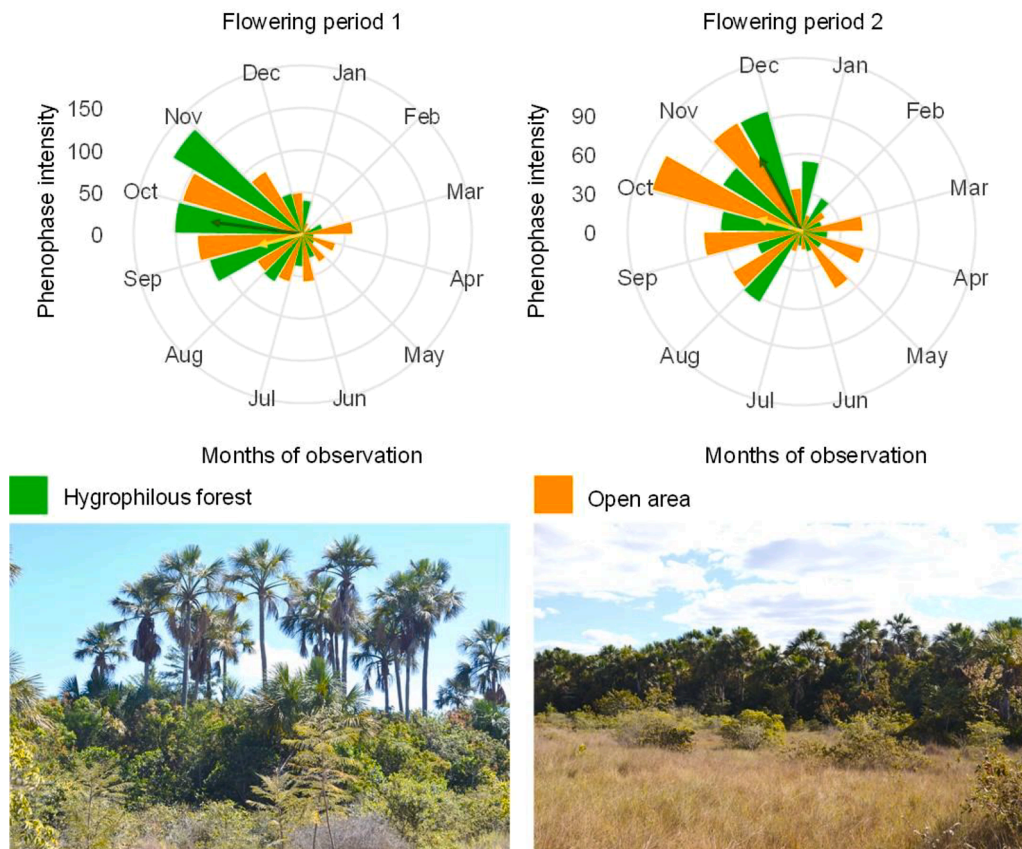 Flowering period 1
Phenophase intensity
150
100
50
0
Dec
Jan
Nov
Feb
Oct
Mar
Sep
Apr
Aug
May
Jul
Jun
Months of observation
Flowering period 2
Phenophase intensity
90
60
30
0
Dec
Jan
Nov
Feb
Oct
Mar
Sep
Apr
Aug
May
Jul
Jun
Months of observation
Hygrophilous forest
Open area